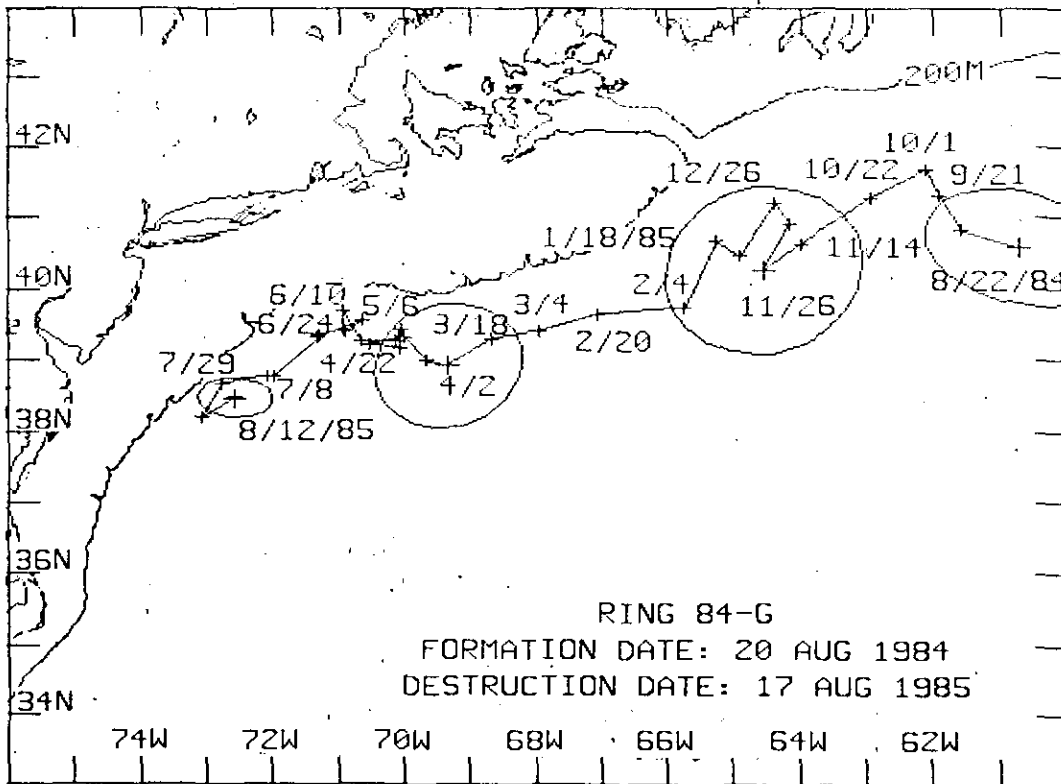 200M
42N
10/1
12/26
10/22
9/21
1/18/85
11/14
40N
2/4
8/22/84
6/10
5/6
3/4
11/26
6/24
3/18
2/20
7/29
4/22
4/2
7/8
38N
8/12/85
36N
RING 84-G
FORMATION DATE: 20 AUG 1984
DESTRUCTION DATE: 17 AUG 1985
34N
74W 72W 70W 68W 66W 64W 62W